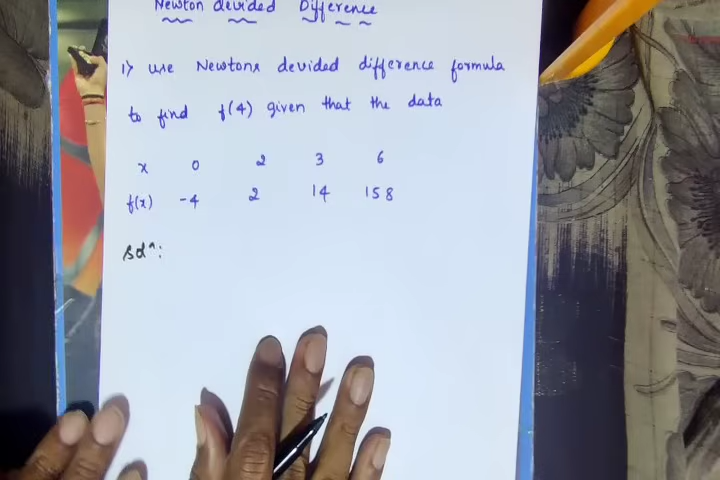 Newton devided Difference
1) use Newtons devided difference formula
to find f(4) given that the data
x 0 2 3 6
f(x) -4 2 14 158
Solⁿ: